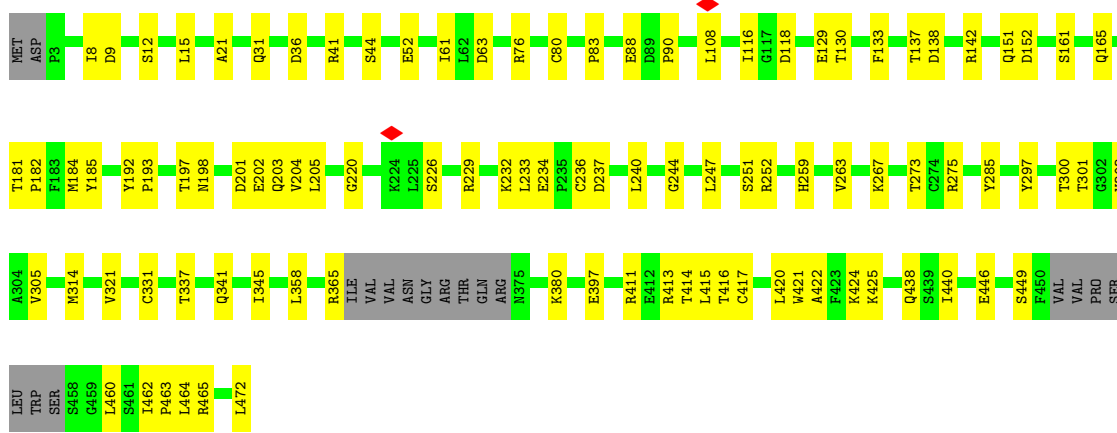 MET ASP P3 I8 D9 S12 L15 A21 Q31 D36 R41 S44 E52 I61 L62 D63 R76 C80 P83 E88 D89 P90 L108 I116 G117 D118 E129 T130 F133 T137 D138 R142 Q151 D152 S161 Q165
T181 P182 F183 M184 Y185 Y192 P193 T197 N198 D201 E202 Q203 V204 L205 G220 K224 L225 S226 R229 K232 L233 E234 P235 C236 D237 L240 G244 L247 S251 R252 H259 V263 K267 T273 C274 R275 Y285 Y297 T300 T301 G302
A304 V305 M314 V321 C331 T337 Q341 I345 L358 R365 ILE VAL VAL ASN GLY ARG THR GLN ARG N375 K380 E397 R411 E412 R413 T414 L415 T416 C417 L420 W421 A422 F423 K424 K425 Q438 S439 I440 E446 S449 F450 VAL VAL PRO SER
LEU TRP SER S458 G459 L460 S461 I462 P463 L464 R465 L472